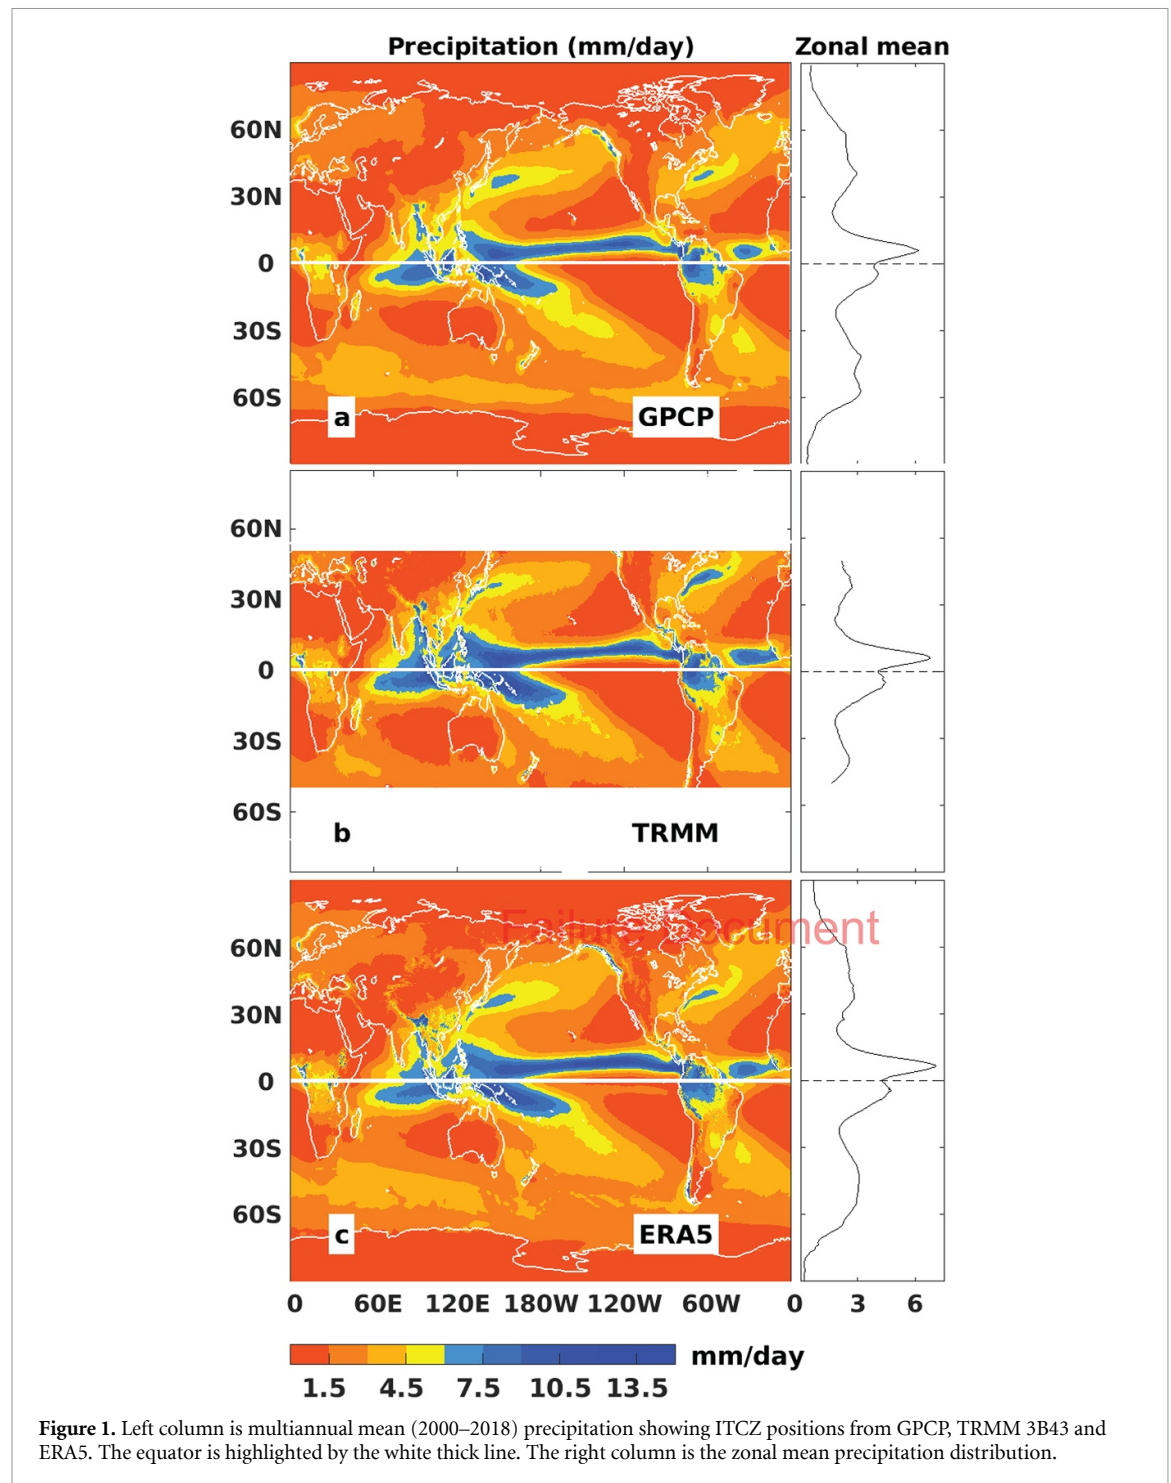 Precipitation (mm/day) Zonal mean
60N
30N
0
30S
60S
a GPCP
60N
30N
0
30S
60S
b TRMM
Failure Document
60N
30N
0
30S
60S
c ERA5
0 60E 120E 180W 120W 60W 0 3 6
mm/day
1.5 4.5 7.5 10.5 13.5
Figure 1. Left column is multiannual mean (2000–2018) precipitation showing ITCZ positions from GPCP, TRMM 3B43 and
ERA5. The equator is highlighted by the white thick line. The right column is the zonal mean precipitation distribution.